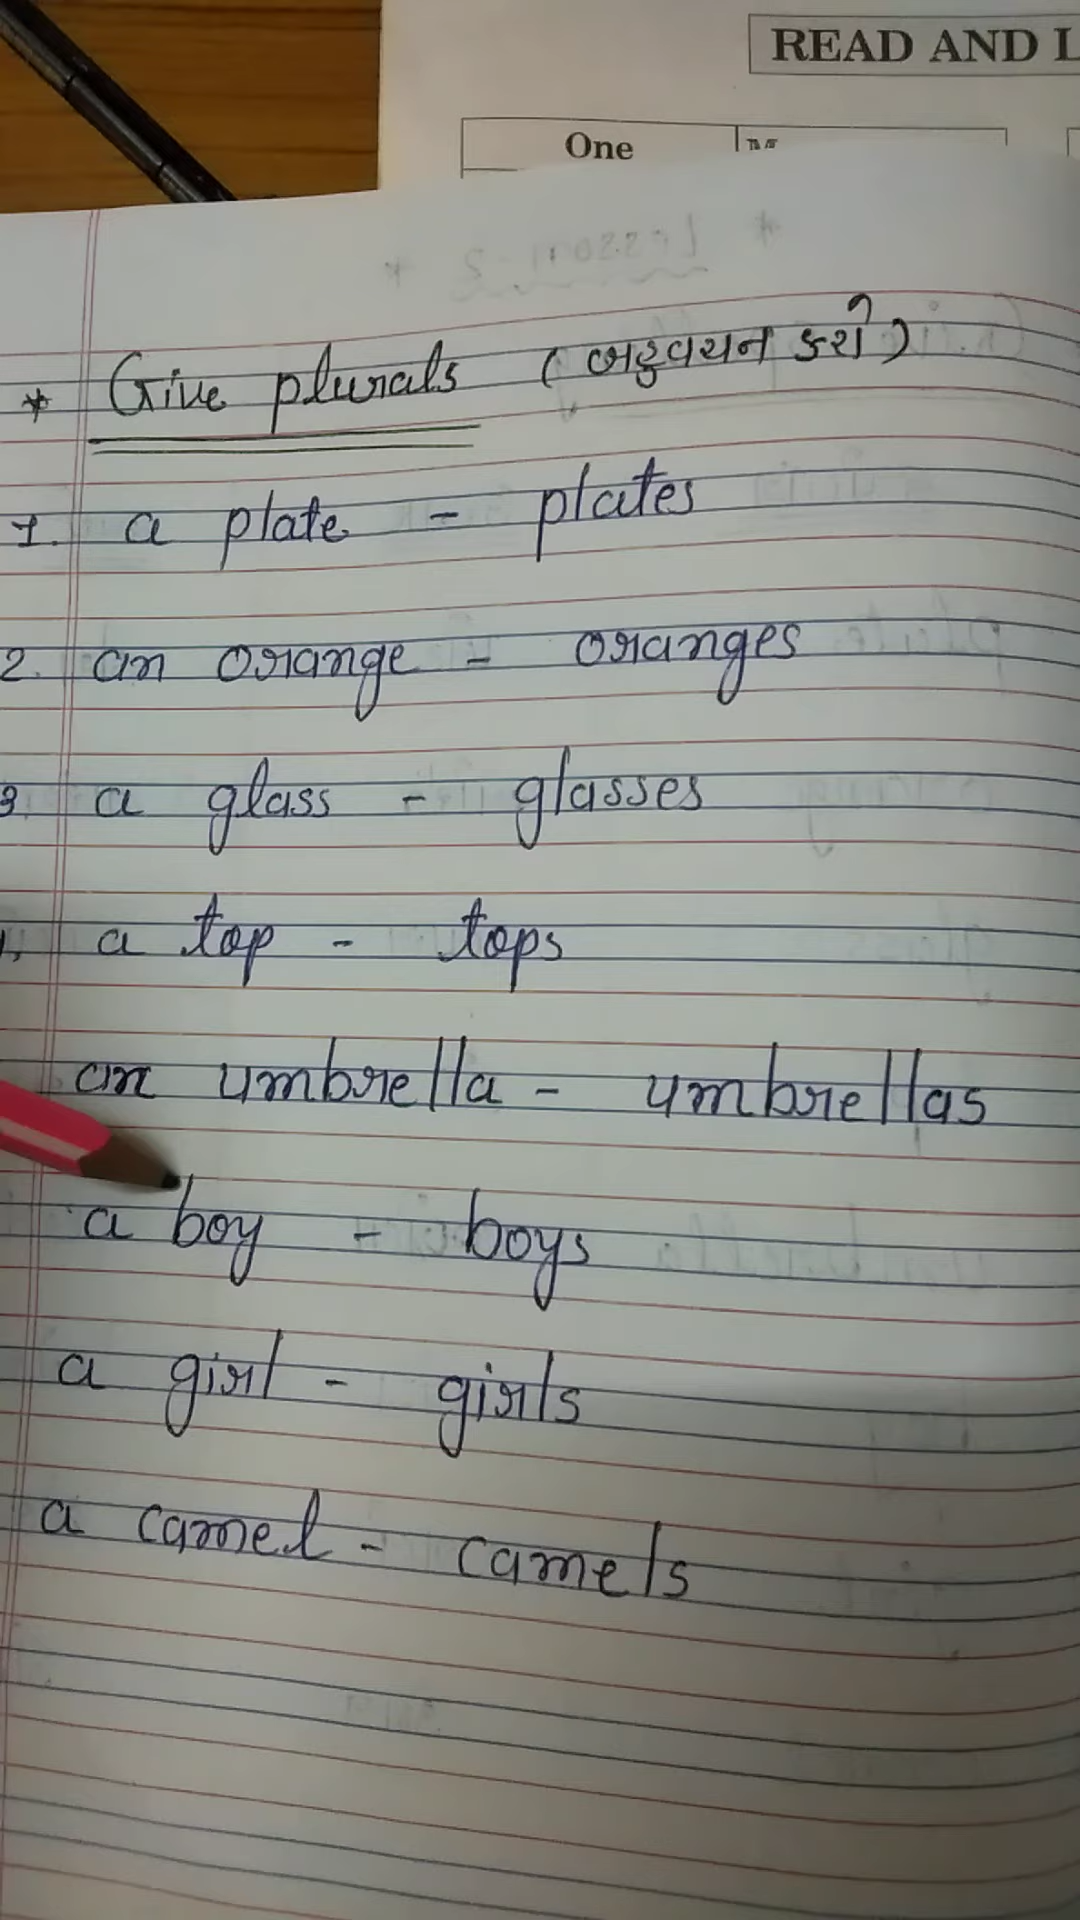 READ AND L
One
* Give plurals (બહુવચન કરો)
1. a plate - plates
2. an orange - oranges
3 a glass - glasses
a top - tops
an umbrella - umbrellas
a boy - boys
a girl - girls
a camel - camels